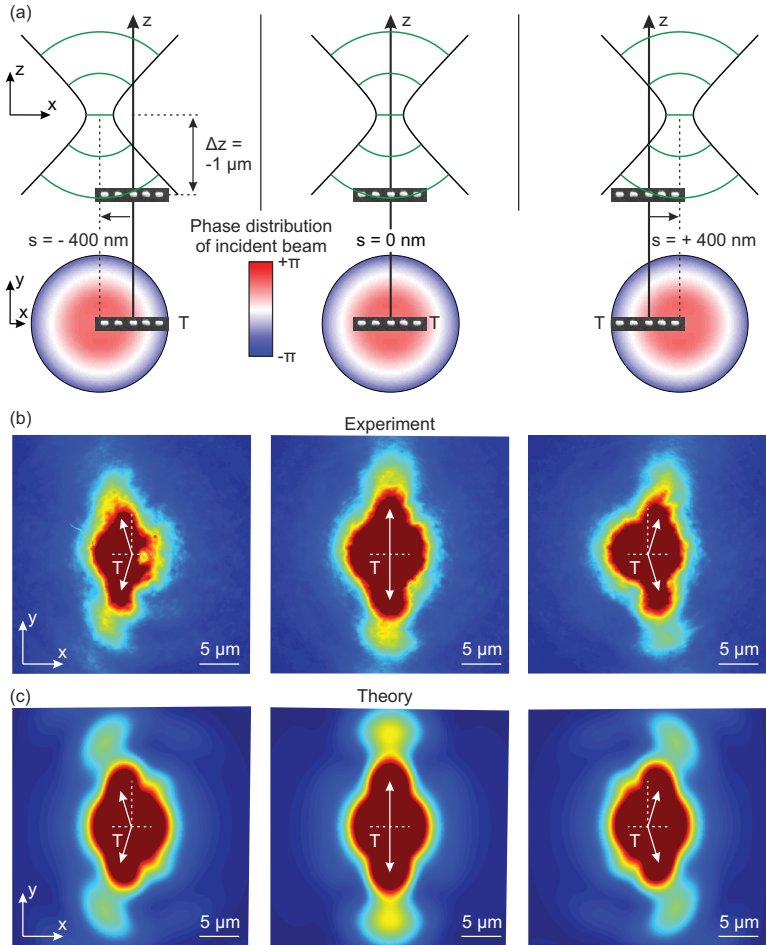 (a)
z
z
z
z
x
Δz =
-1 µm
s = - 400 nm
Phase distribution
of incident beam
s = 0 nm
s = + 400 nm
+π
-π
y
x
T
T
T
(b)
Experiment
T
T
T
y
x
5 µm
5 µm
5 µm
(c)
Theory
T
T
T
y
x
5 µm
5 µm
5 µm